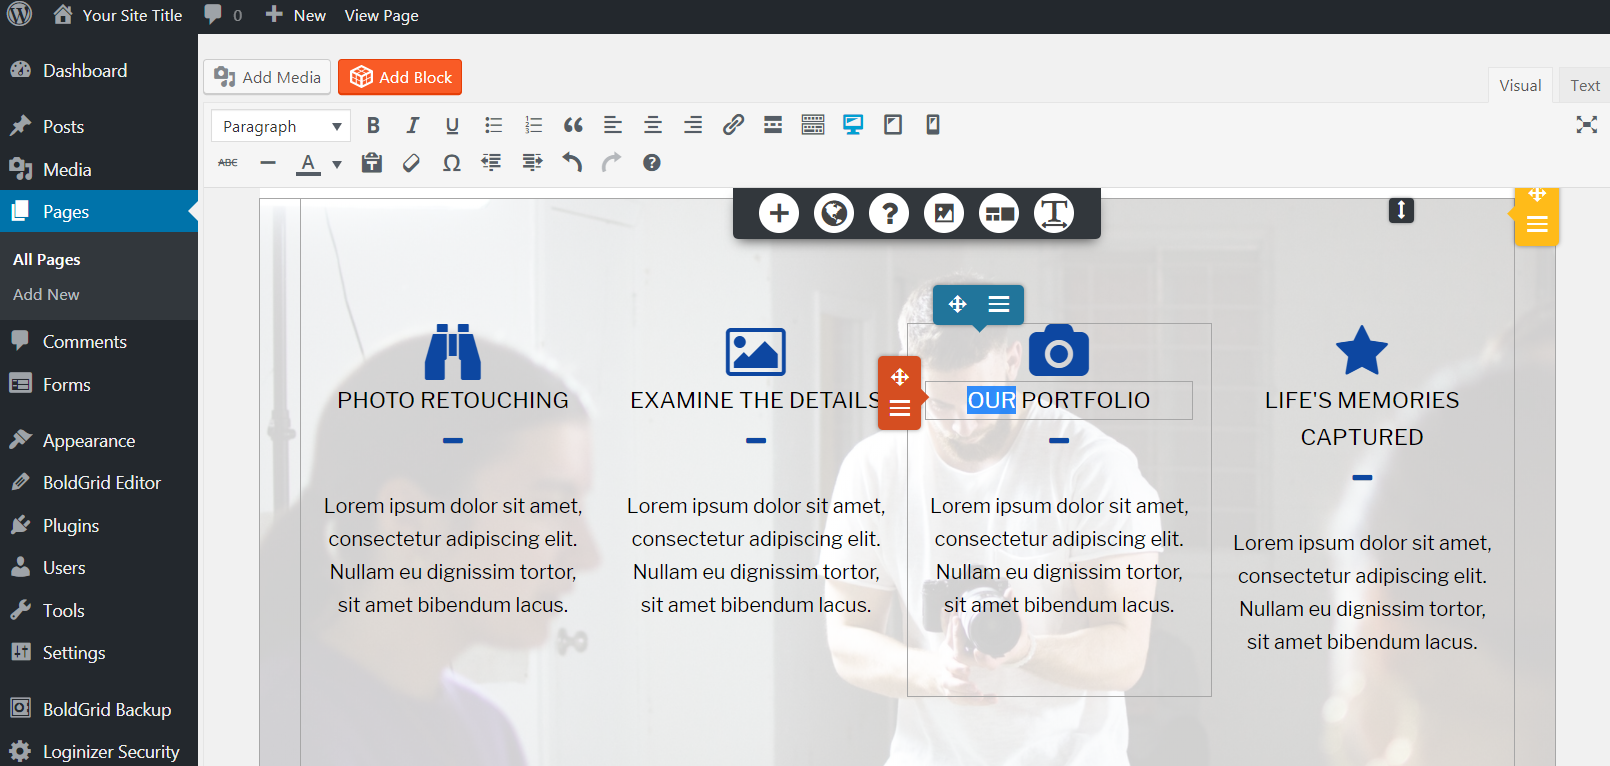 Your Site Title
0
New
View Page
Dashboard
Posts
Media
Pages
All Pages
Add New
Comments
Forms
Appearance
BoldGrid Editor
Plugins
Users
Tools
Settings
BoldGrid Backup
Loginizer Security
Add Media
Add Block
Visual
Text
Paragraph
B I U
ABC
A
Ω
PHOTO RETOUCHING
Lorem ipsum dolor sit amet,
consectetur adipiscing elit.
Nullam eu dignissim tortor,
sit amet bibendum lacus.
EXAMINE THE DETAILS
Lorem ipsum dolor sit amet,
consectetur adipiscing elit.
Nullam eu dignissim tortor,
sit amet bibendum lacus.
OUR PORTFOLIO
Lorem ipsum dolor sit amet,
consectetur adipiscing elit.
Nullam eu dignissim tortor,
sit amet bibendum lacus.
LIFE'S MEMORIES
CAPTURED
Lorem ipsum dolor sit amet,
consectetur adipiscing elit.
Nullam eu dignissim tortor,
sit amet bibendum lacus.